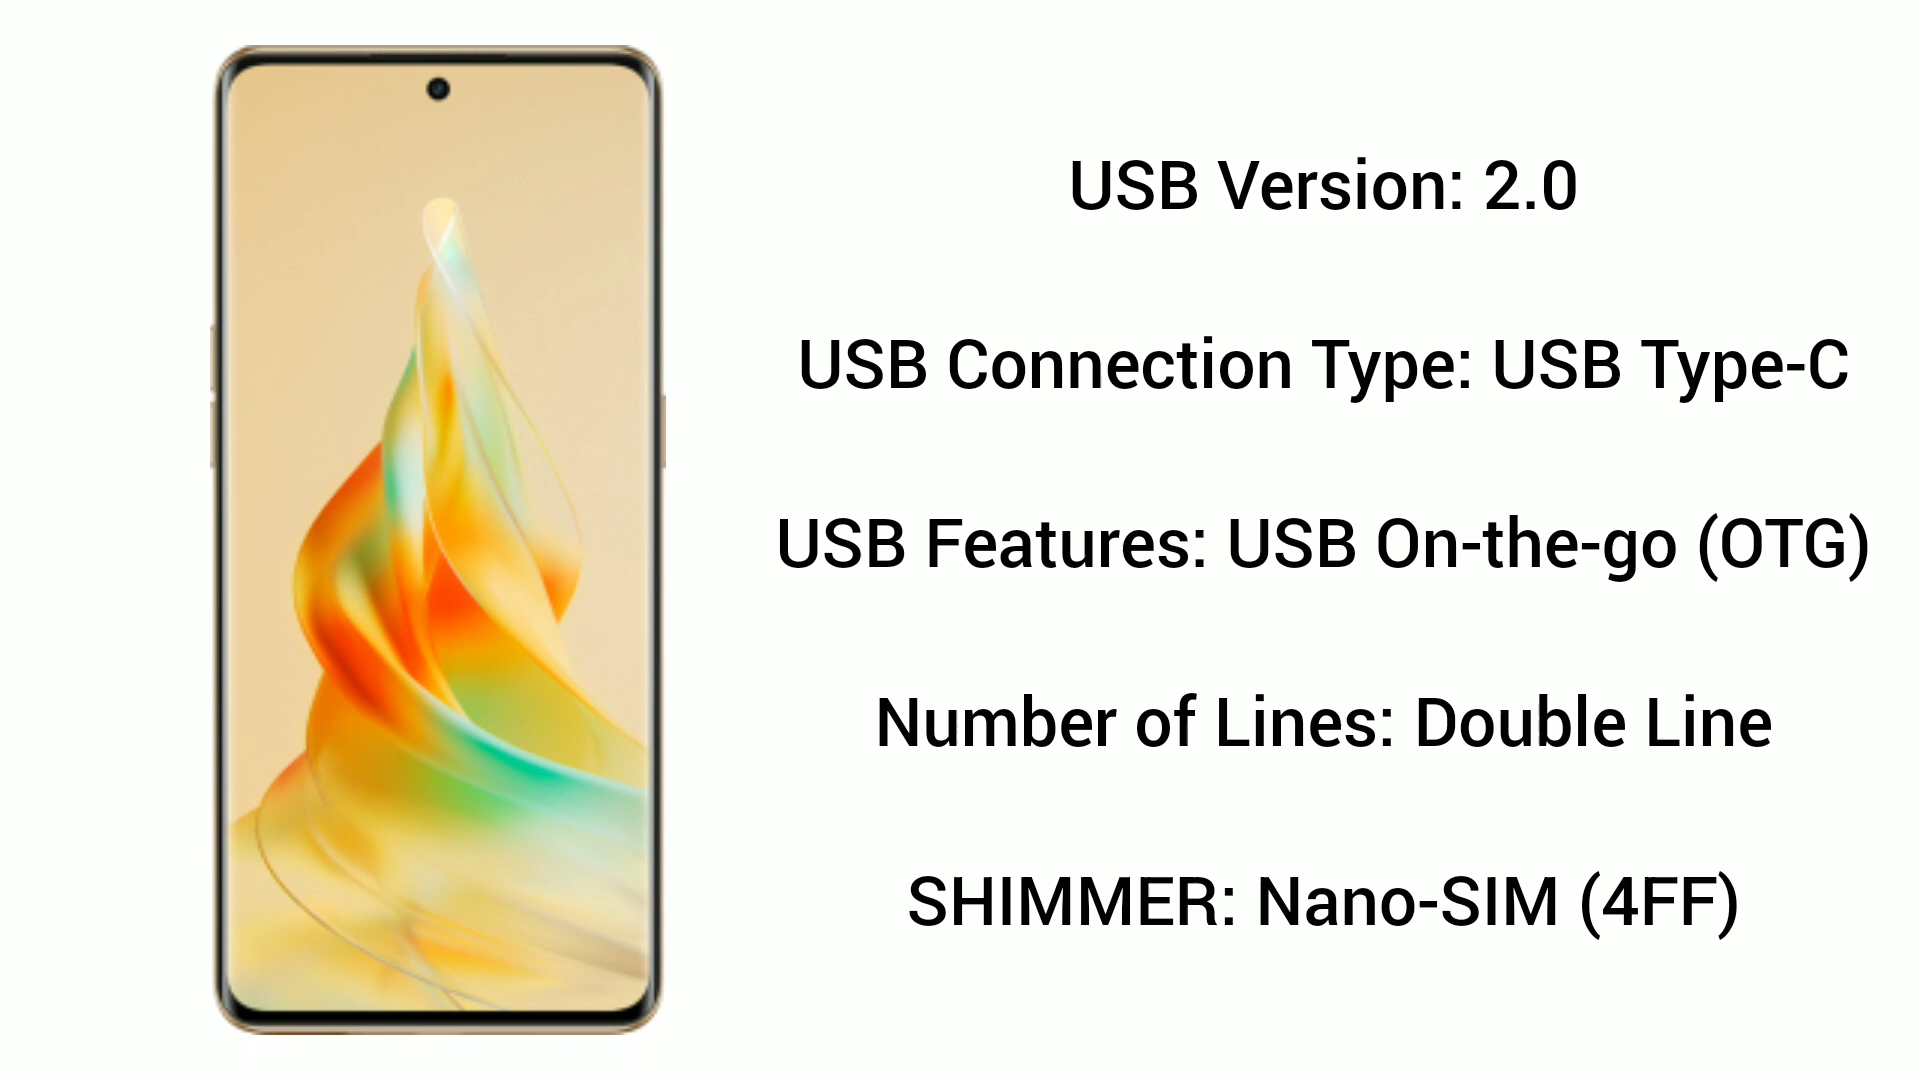 USB Version: 2.0
USB Connection Type: USB Type-C
USB Features: USB On-the-go (OTG)
Number of Lines: Double Line
SHIMMER: Nano-SIM (4FF)